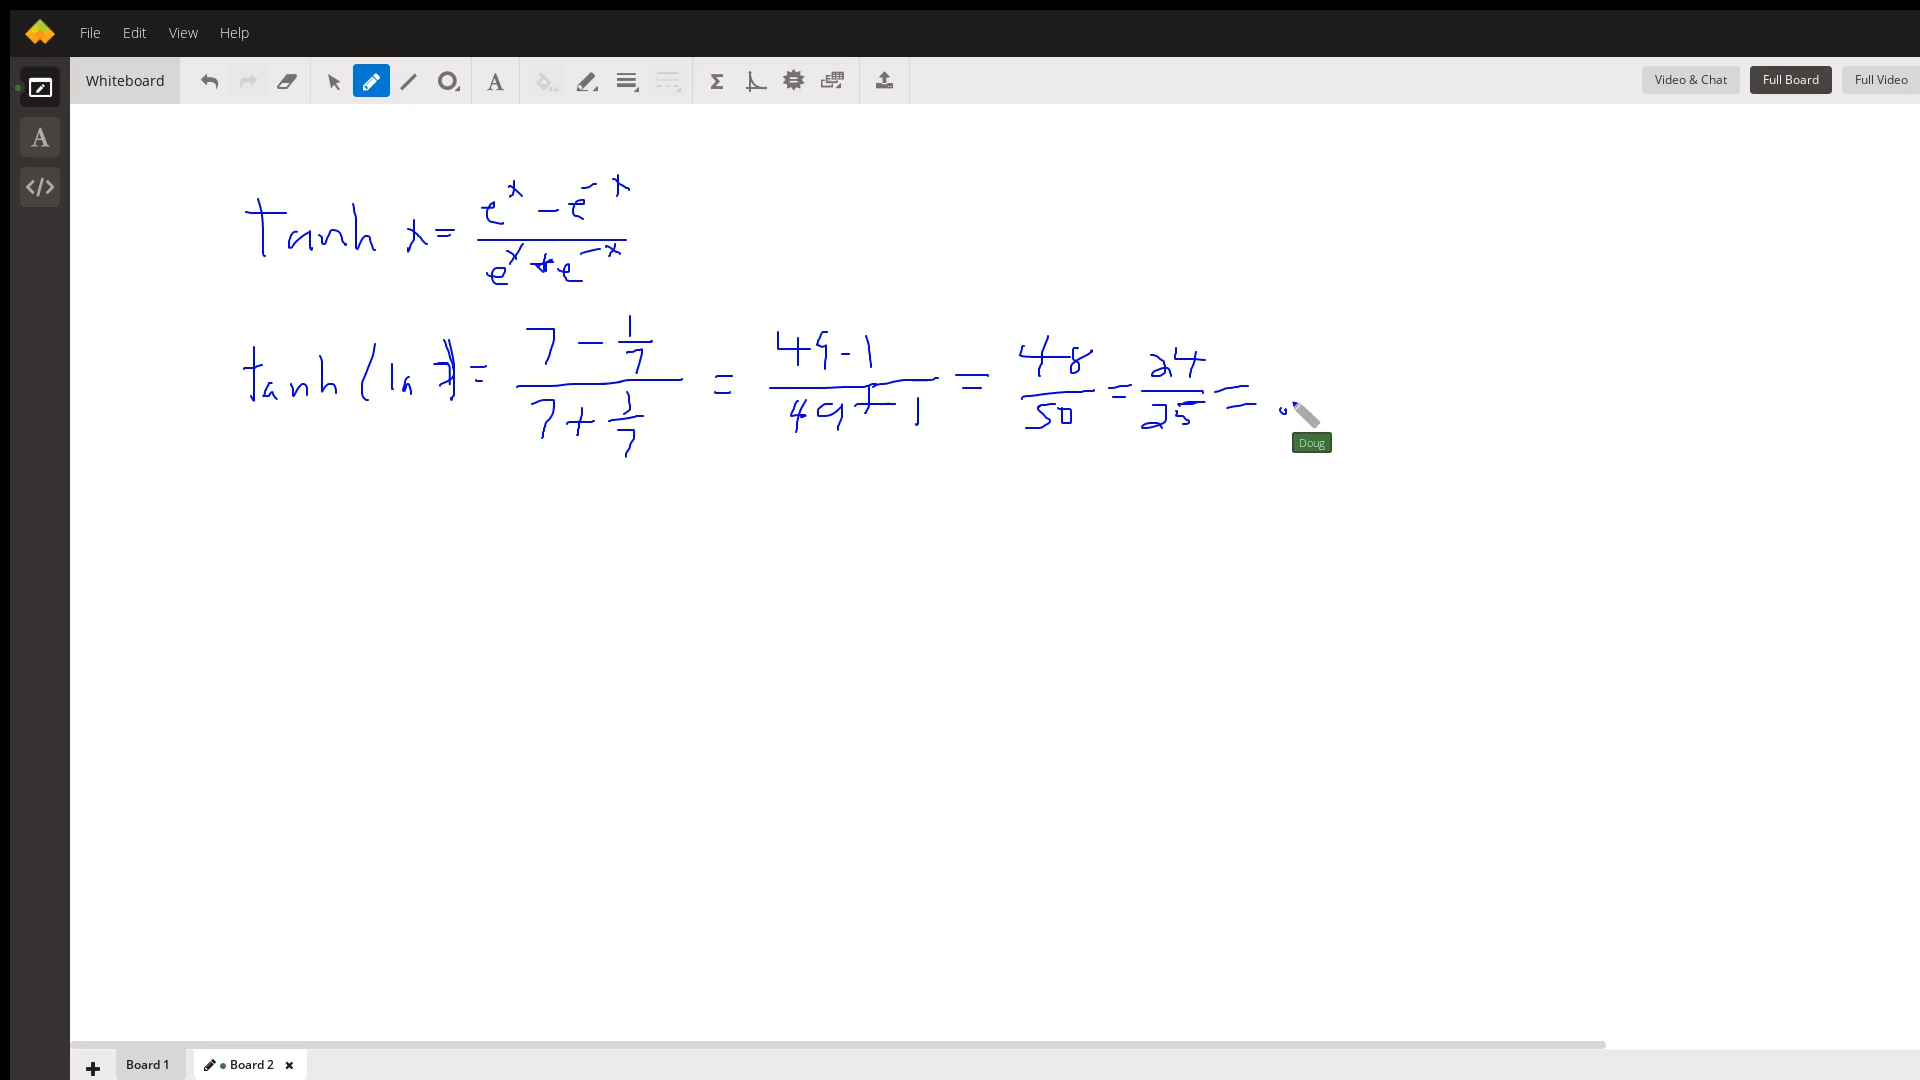 File Edit View Help
Whiteboard A Σ Video & Chat Full Board Full Video
A
</>
tanh x = (e^x - e^-x)/(e^x + e^-x)
tanh (ln 7) = (7 - 1/7)/(7 + 1/7) = (49 - 1)/(49 + 1) = 48/50 = 24/25 = .
Doug
+ Board 1 Board 2 ×